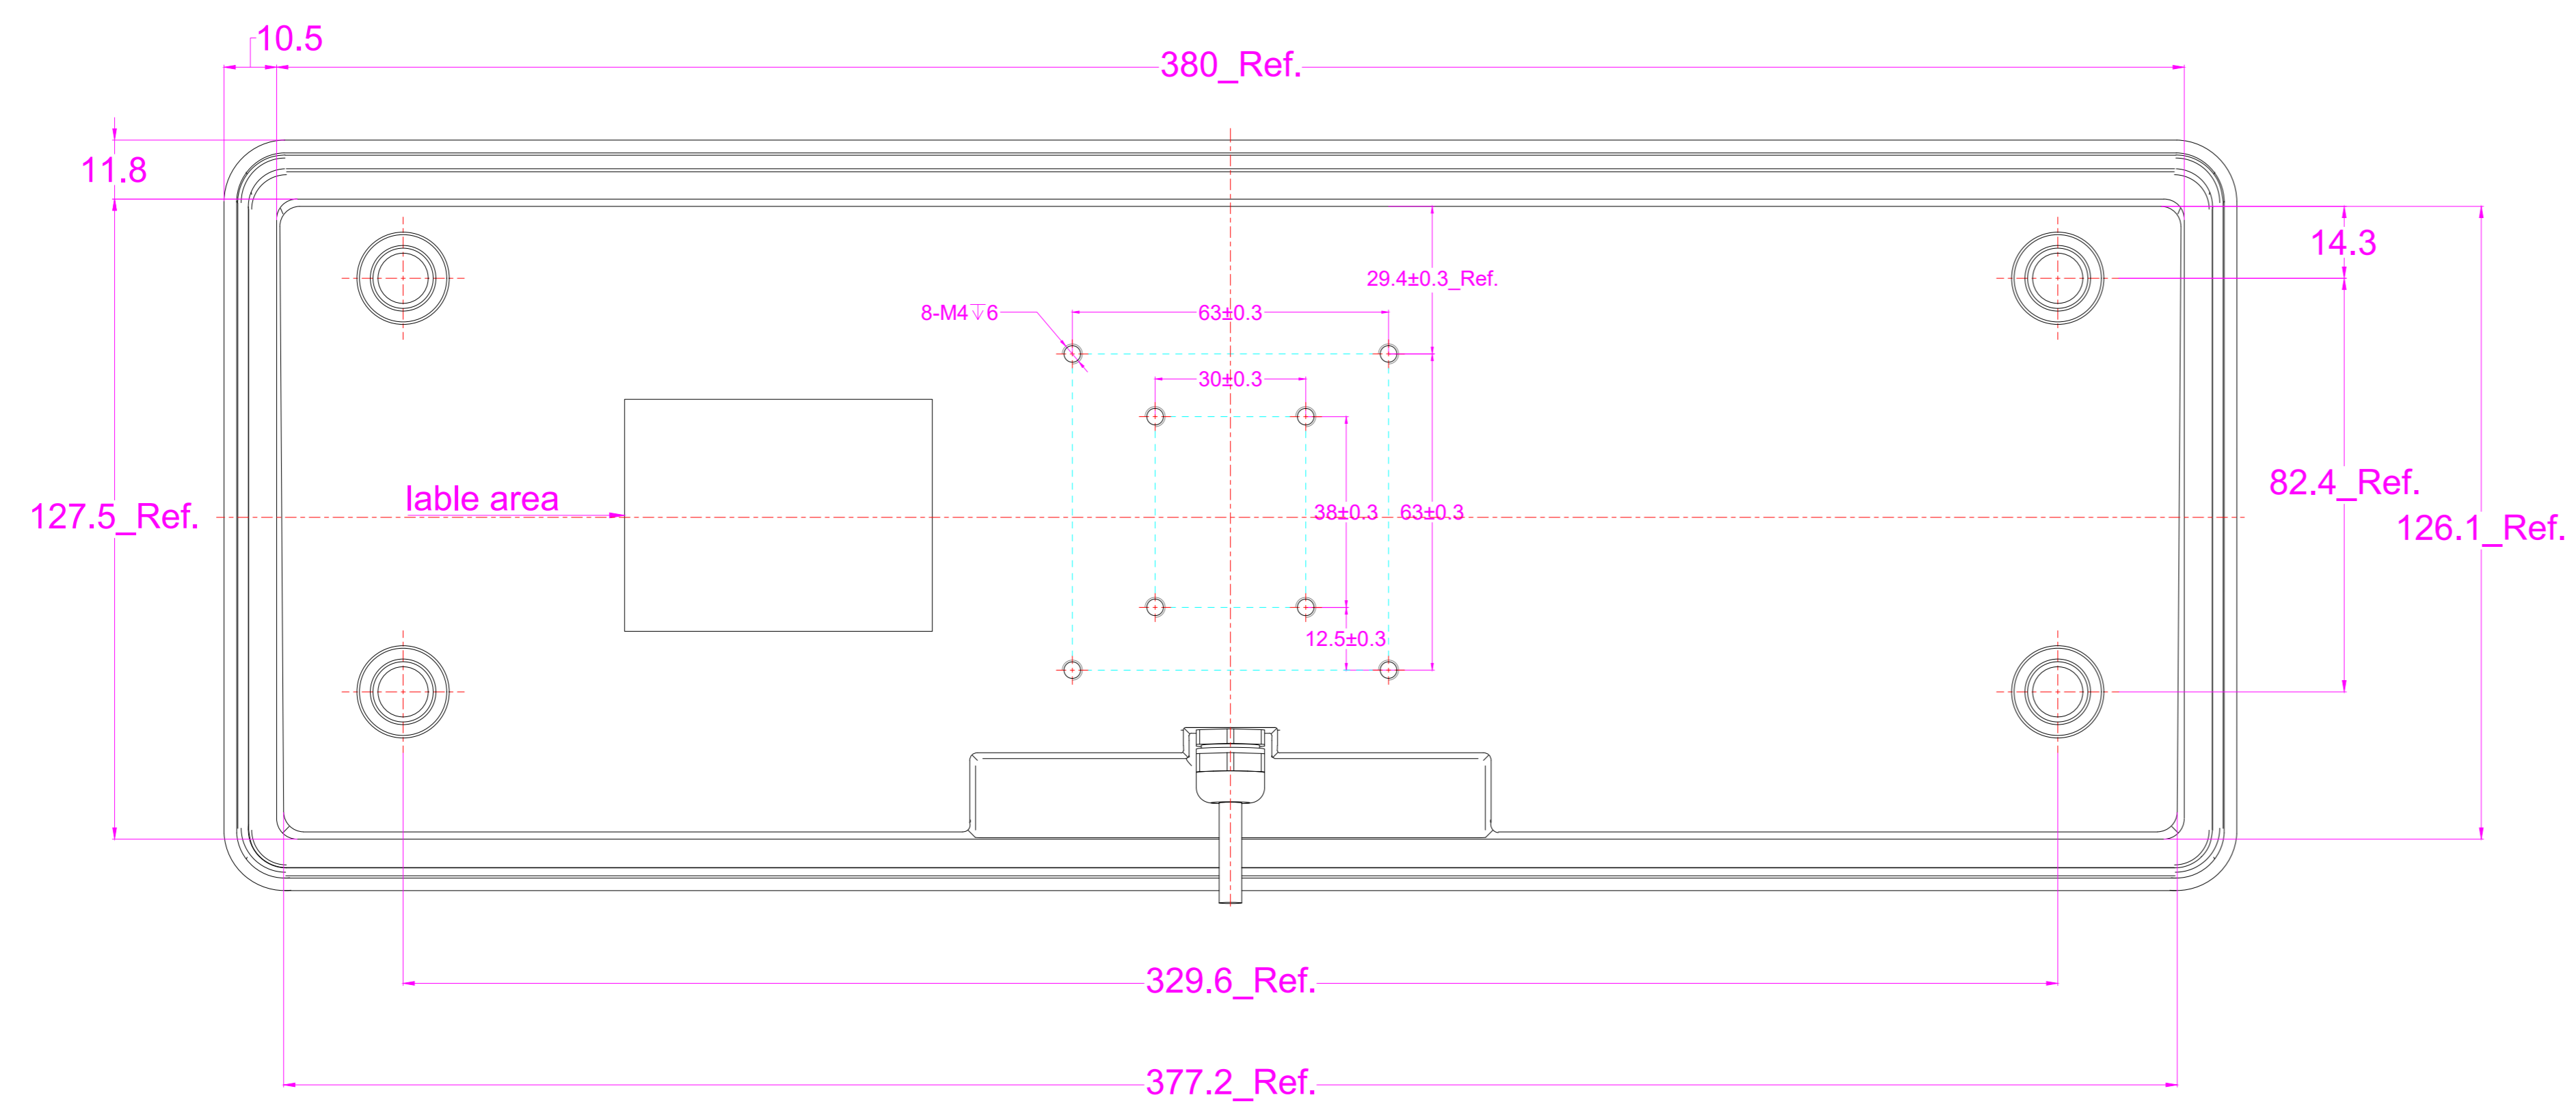 10.5
380_Ref.
11.8
14.3
29.4±0.3_Ref.
8-M4↧6
63±0.3
30±0.3
82.4_Ref.
lable area
38±0.3
63±0.3
127.5_Ref.
126.1_Ref.
12.5±0.3
329.6_Ref.
377.2_Ref.